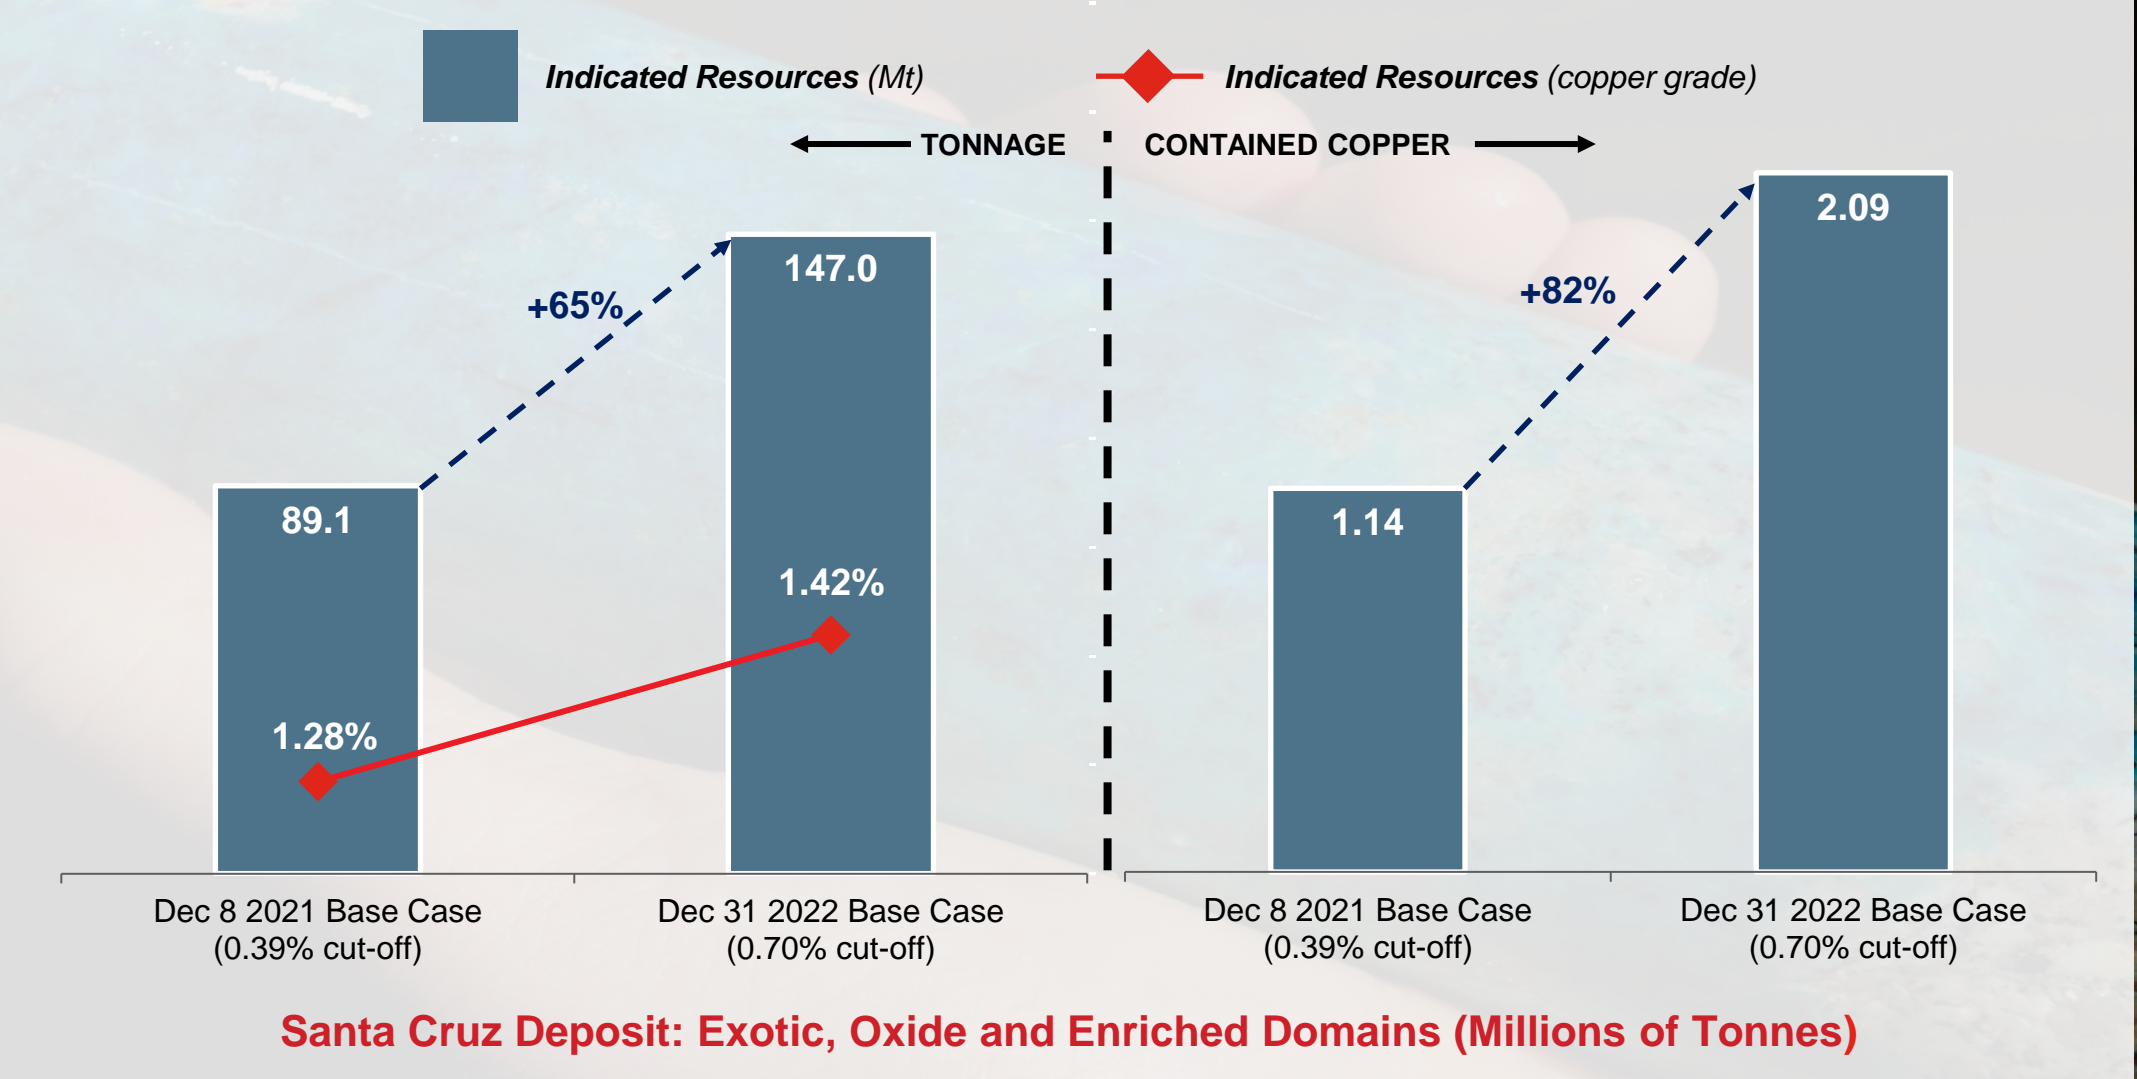 Indicated Resources (Mt)
Indicated Resources (copper grade)
TONNAGE
CONTAINED COPPER
147.0
2.09
+65%
+82%
89.1
1.14
1.42%
1.28%
Dec 8 2021 Base Case
(0.39% cut-off)
Dec 31 2022 Base Case
(0.70% cut-off)
Dec 8 2021 Base Case
(0.39% cut-off)
Dec 31 2022 Base Case
(0.70% cut-off)
Santa Cruz Deposit: Exotic, Oxide and Enriched Domains (Millions of Tonnes)